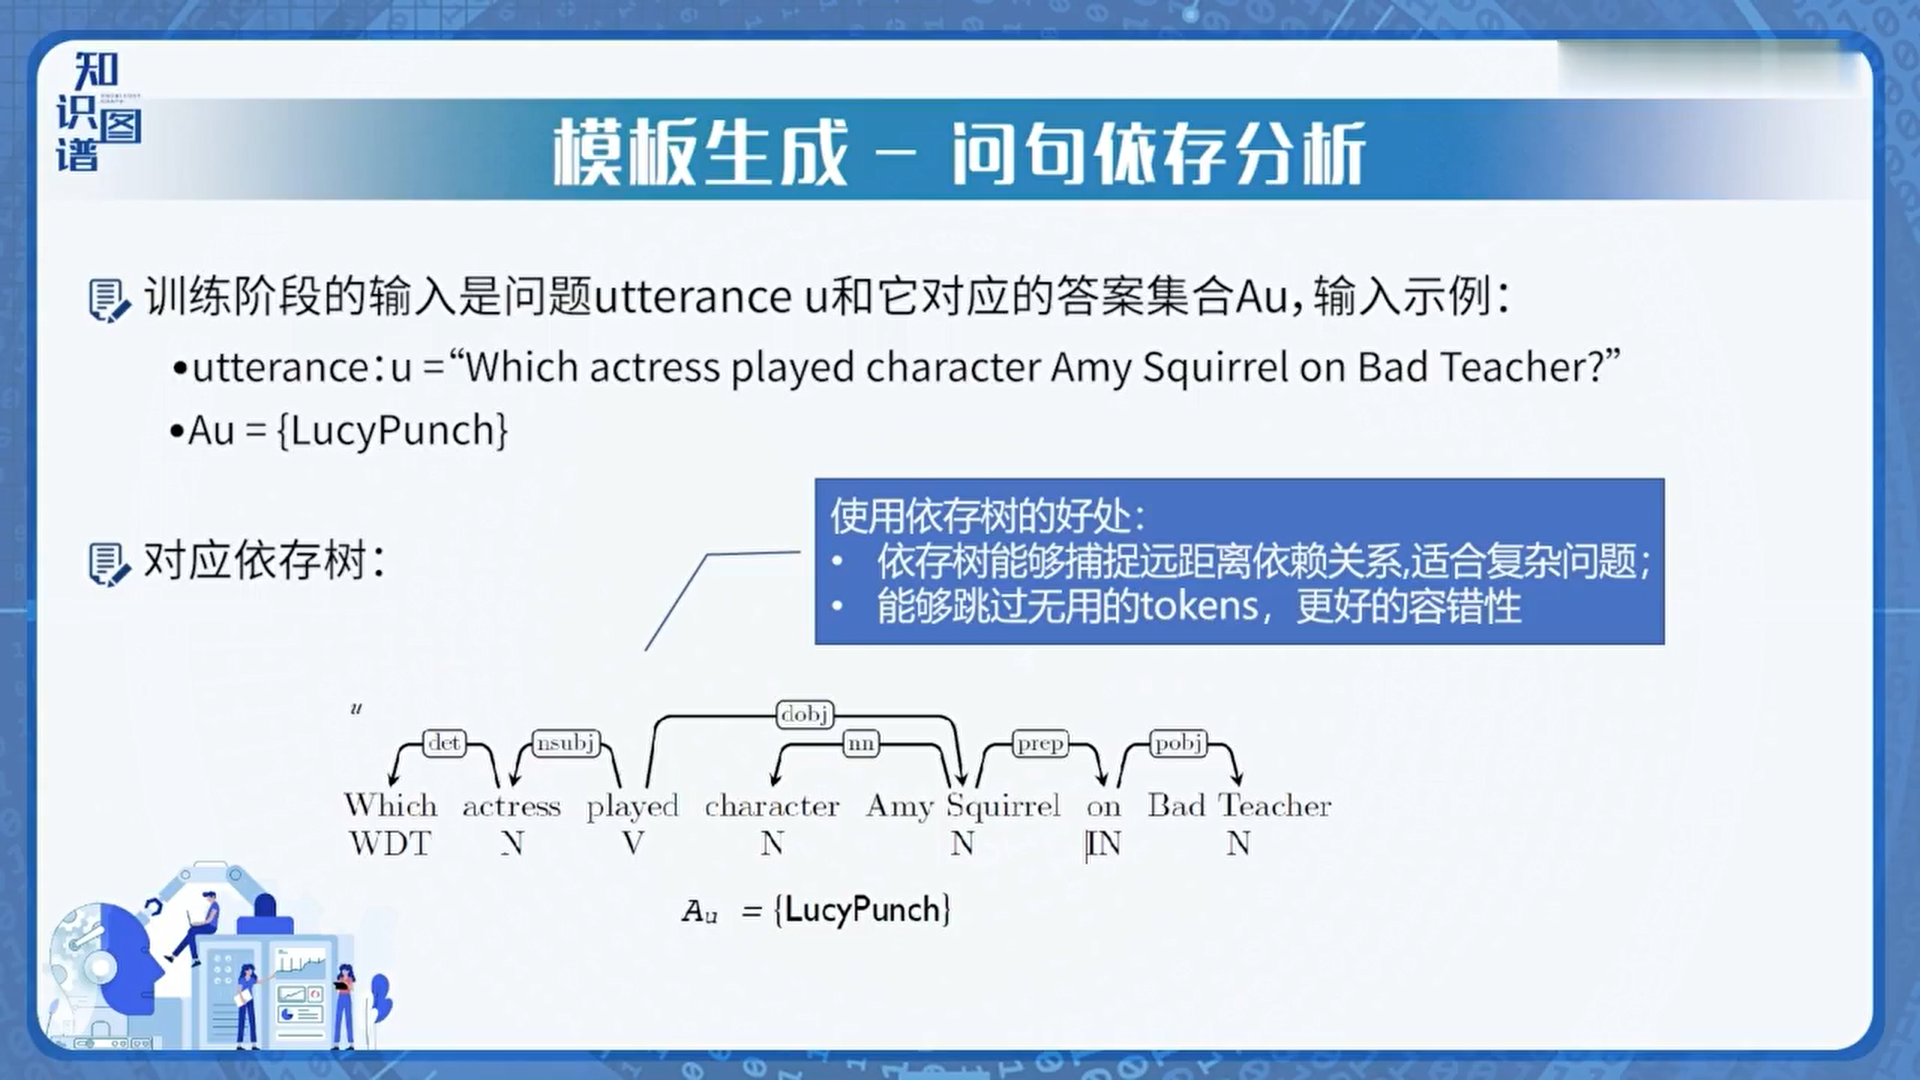 知
识图
谱
模板生成 - 问句依存分析
训练阶段的输入是问题utterance u和它对应的答案集合Au，输入示例：
•utterance：u =“Which actress played character Amy Squirrel on Bad Teacher?”
•Au = {LucyPunch}
使用依存树的好处：
• 依存树能够捕捉远距离依赖关系,适合复杂问题；
• 能够跳过无用的tokens，更好的容错性
对应依存树：
u
dobj
det nsubj nn prep pobj
Which actress played character Amy Squirrel on Bad Teacher
WDT N V N N IN N
Au = {LucyPunch}